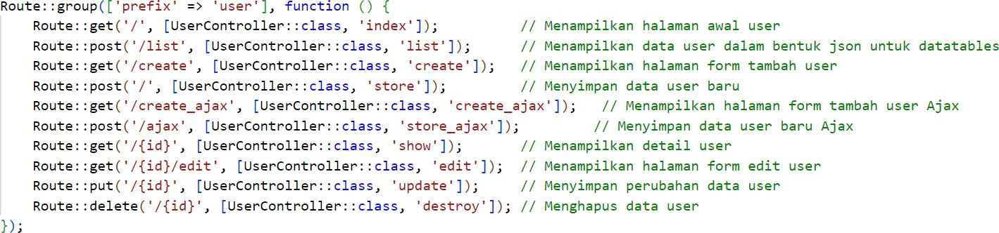 Route::group(['prefix' => 'user'], function () {
    Route::get('/', [UserController::class, 'index']);          // Menampilkan halaman awal user
    Route::post('/list', [UserController::class, 'list']);      // Menampilkan data user dalam bentuk json untuk datatables
    Route::get('/create', [UserController::class, 'create']);   // Menampilkan halaman form tambah user
    Route::post('/', [UserController::class, 'store']);         // Menyimpan data user baru
    Route::get('/create_ajax', [UserController::class, 'create_ajax']);   // Menampilkan halaman form tambah user Ajax
    Route::post('/ajax', [UserController::class, 'store_ajax']);         // Menyimpan data user baru Ajax
    Route::get('/{id}', [UserController::class, 'show']);       // Menampilkan detail user
    Route::get('/{id}/edit', [UserController::class, 'edit']);  // Menampilkan halaman form edit user
    Route::put('/{id}', [UserController::class, 'update']);     // Menyimpan perubahan data user
    Route::delete('/{id}', [UserController::class, 'destroy']); // Menghapus data user
});